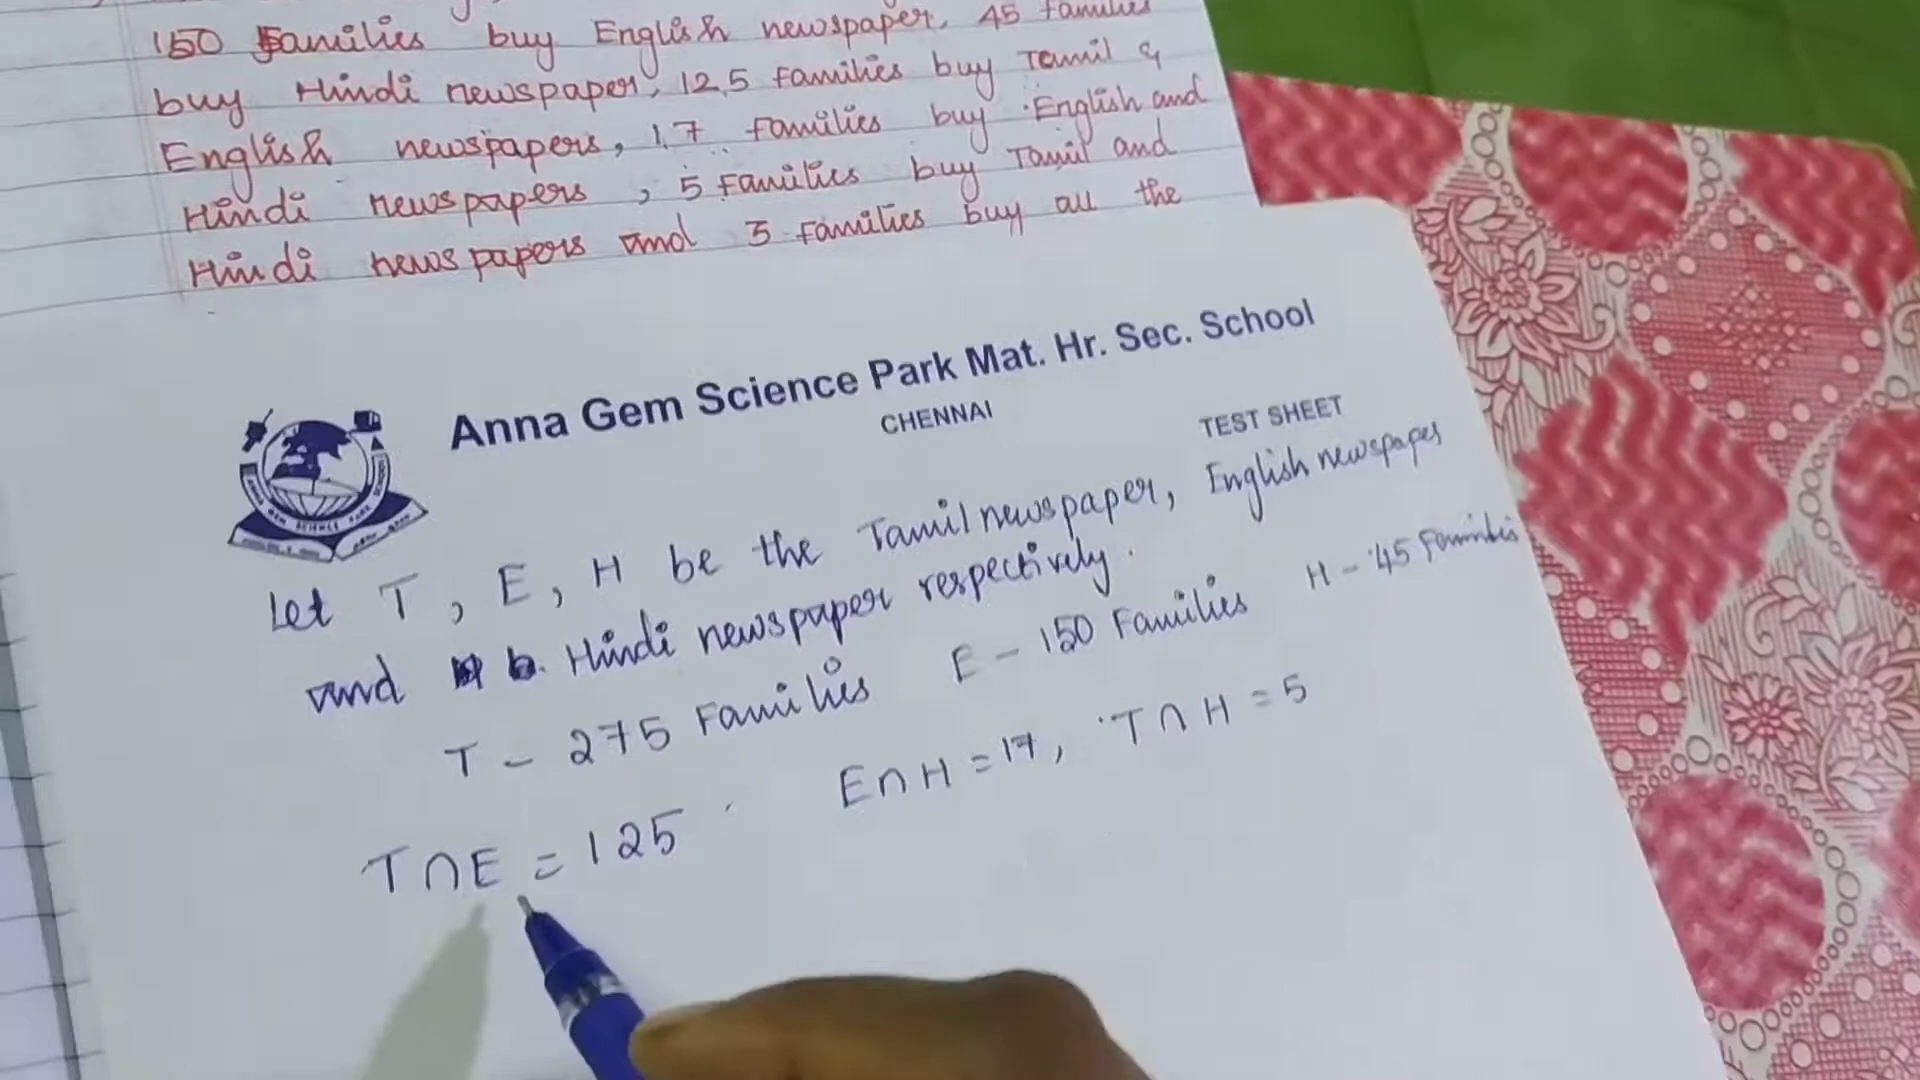 150 Families buy English newspaper, 45 families
buy Hindi newspaper, 125 families buy Tamil &
English newspapers, 17 families buy English and
Hindi newspapers, 5 families buy Tamil and
Hindi newspapers and 3 families buy all the
Anna Gem Science Park Mat. Hr. Sec. School
CHENNAI
TEST SHEET
Let T, E, H be the Tamil newspaper, English newspaper
and Hindi newspaper respectively.
T - 275 Families E - 150 Families H - 45 Families
T∩E = 125 E∩H = 17, T∩H = 5